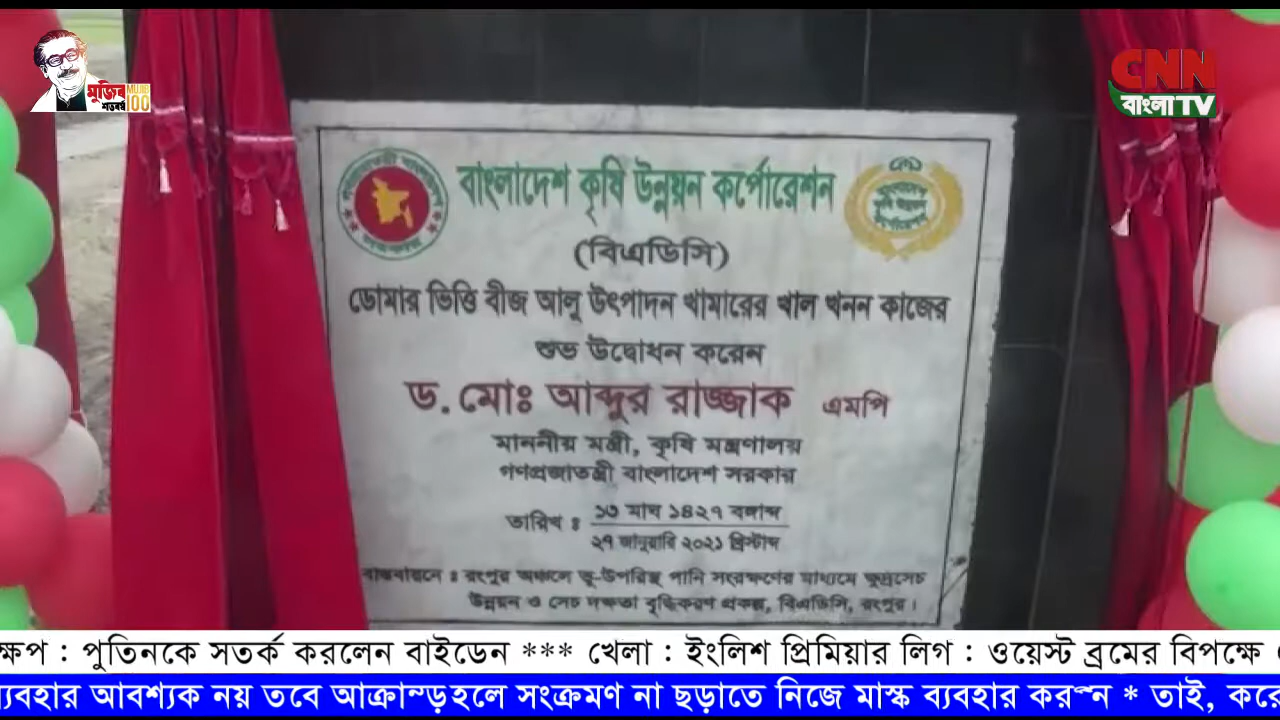 মুজিব
শতবর্ষ
MUJIB
100
CNN
বাংলা TV
বাংলাদেশ কৃষি উন্নয়ন কর্পোরেশন
(বিএডিসি)
ডোমার ভিত্তি বীজ আলু উৎপাদন খামারের খাল খনন কাজের
শুভ উদ্বোধন করেন
ড. মোঃ আব্দুর রাজ্জাক এমপি
মাননীয় মন্ত্রী, কৃষি মন্ত্রণালয়
গণপ্রজাতন্ত্রী বাংলাদেশ সরকার
তারিখ : ১৩ মাঘ ১৪২৭ বঙ্গাব্দ
২৭ জানুয়ারি ২০২১ খ্রিস্টাব্দ
বাস্তবায়নে : রংপুর অঞ্চলে ভূ-উপরিস্থ পানি সংরক্ষণের মাধ্যমে ক্ষুদ্রসেচ
উন্নয়ন ও সেচ দক্ষতা বৃদ্ধিকরণ প্রকল্প, বিএডিসি, রংপুর।
ক্ষেপ : পুতিনকে সতর্ক করলেন বাইডেন *** খেলা : ইংলিশ প্রিমিয়ার লিগ : ওয়েস্ট ব্রমের বিপক্ষে
ব্যবহার আবশ্যক নয় তবে আক্রান্ড়হলে সংক্রমণ না ছড়াতে নিজে মাস্ক ব্যবহার করুন * তাই, করে